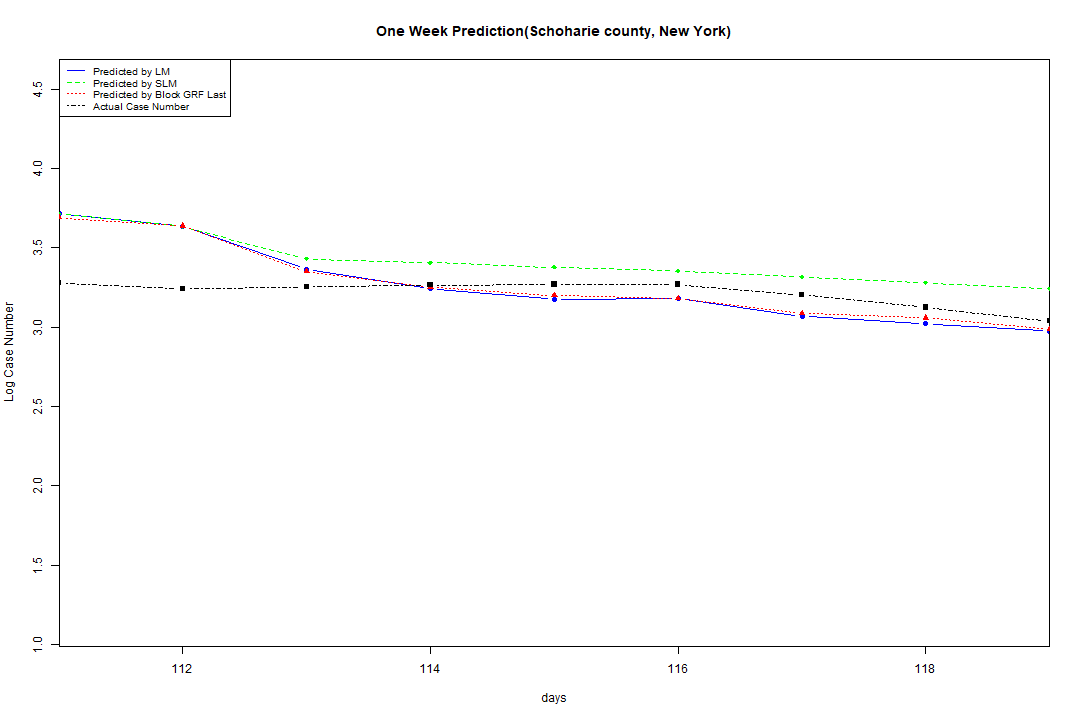 One Week Prediction(Schoharie county, New York)
Predicted by LM
Predicted by SLM
Predicted by Block GRF Last
Actual Case Number
Log Case Number
4.5
4.0
3.5
3.0
2.5
2.0
1.5
1.0
112 114 116 118
days